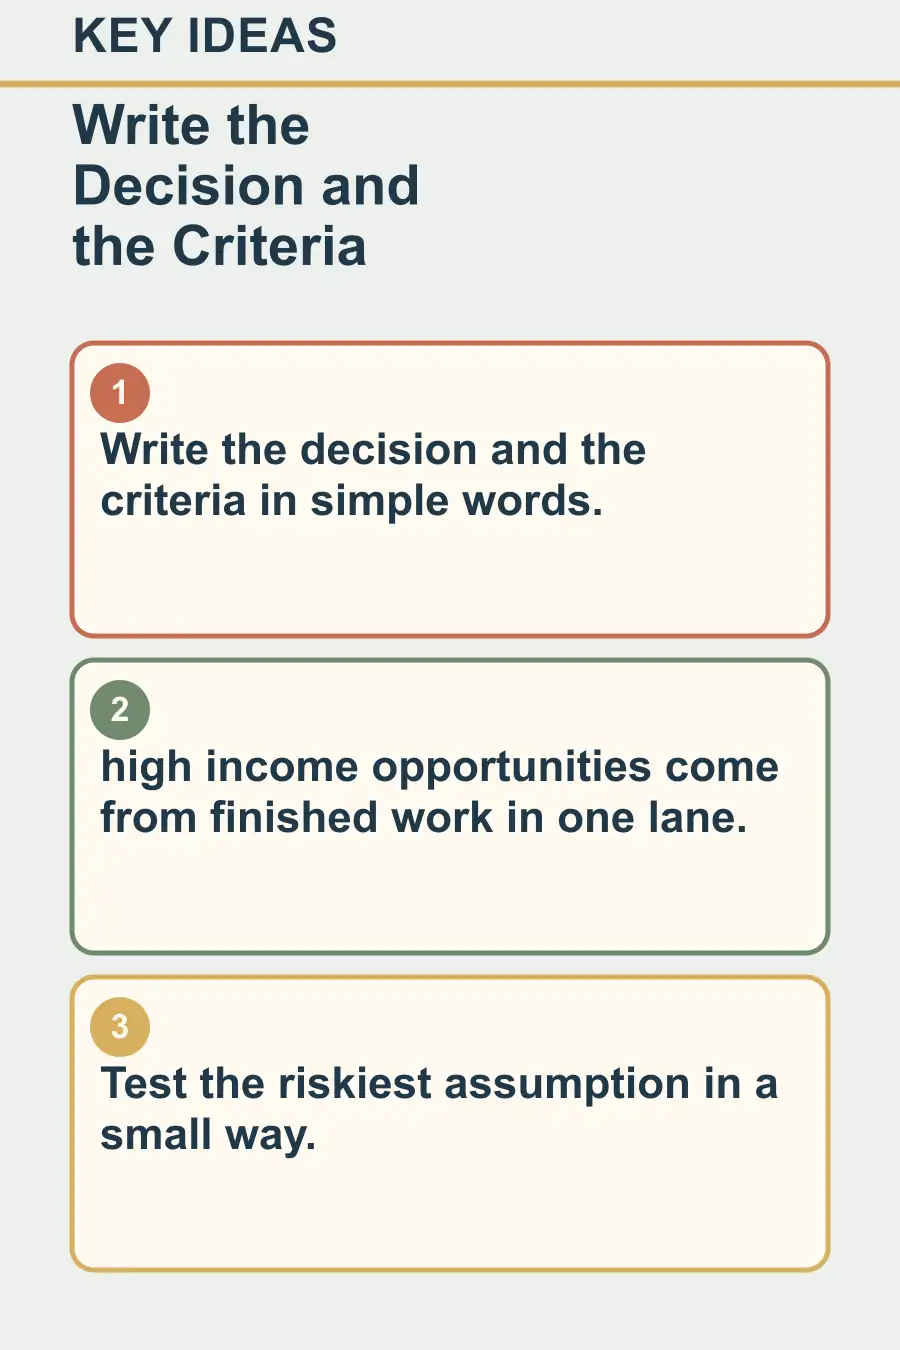 KEY IDEAS
Write the
Decision and
the Criteria
1
Write the decision and the
criteria in simple words.
2
high income opportunities come
from finished work in one lane.
3
Test the riskiest assumption in a
small way.